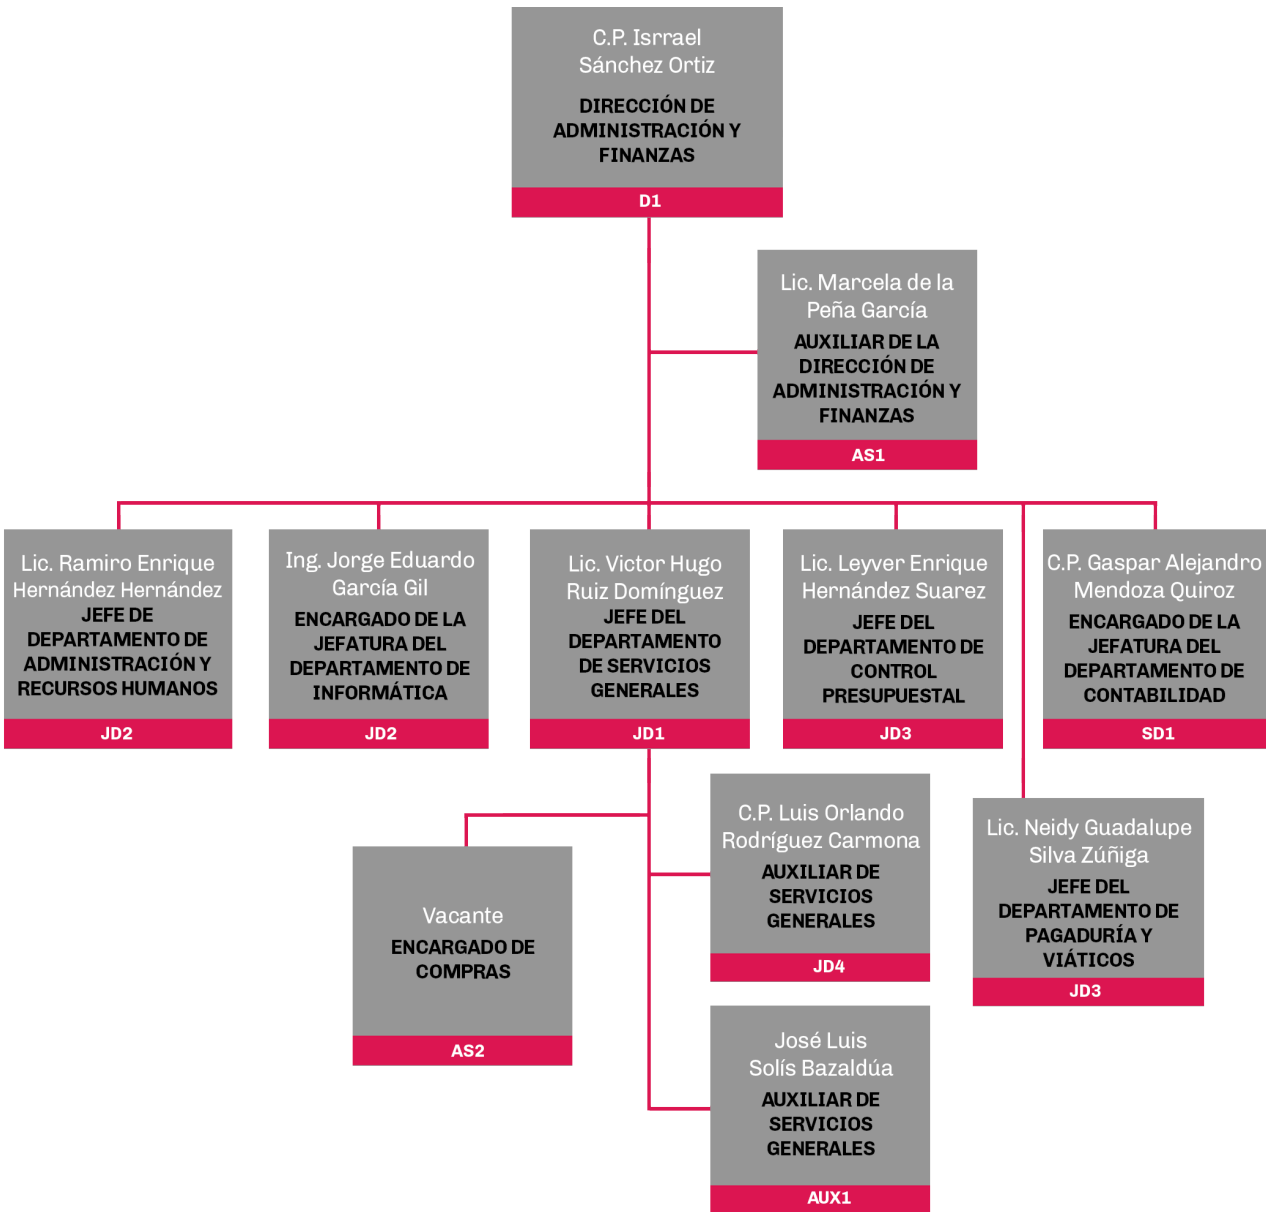 C.P. Isrrael
Sánchez Ortiz
DIRECCIÓN DE
ADMINISTRACIÓN Y
FINANZAS
D1
Lic. Marcela de la
Peña García
AUXILIAR DE LA
DIRECCIÓN DE
ADMINISTRACIÓN Y
FINANZAS
AS1
Lic. Ramiro Enrique
Hernández Hernández
JEFE DE
DEPARTAMENTO DE
ADMINISTRACIÓN Y
RECURSOS HUMANOS
JD2
Ing. Jorge Eduardo
García Gil
ENCARGADO DE LA
JEFATURA DEL
DEPARTAMENTO DE
INFORMÁTICA
JD2
Lic. Victor Hugo
Ruiz Domínguez
JEFE DEL
DEPARTAMENTO
DE SERVICIOS
GENERALES
JD1
Lic. Leyver Enrique
Hernández Suarez
JEFE DEL
DEPARTAMENTO DE
CONTROL
PRESUPUESTAL
JD3
C.P. Gaspar Alejandro
Mendoza Quiroz
ENCARGADO DE LA
JEFATURA DEL
DEPARTAMENTO DE
CONTABILIDAD
SD1
Vacante
ENCARGADO DE
COMPRAS
AS2
C.P. Luis Orlando
Rodríguez Carmona
AUXILIAR DE
SERVICIOS
GENERALES
JD4
Lic. Neidy Guadalupe
Silva Zúñiga
JEFE DEL
DEPARTAMENTO DE
PAGADURÍA Y
VIÁTICOS
JD3
José Luis
Solís Bazaldúa
AUXILIAR DE
SERVICIOS
GENERALES
AUX1